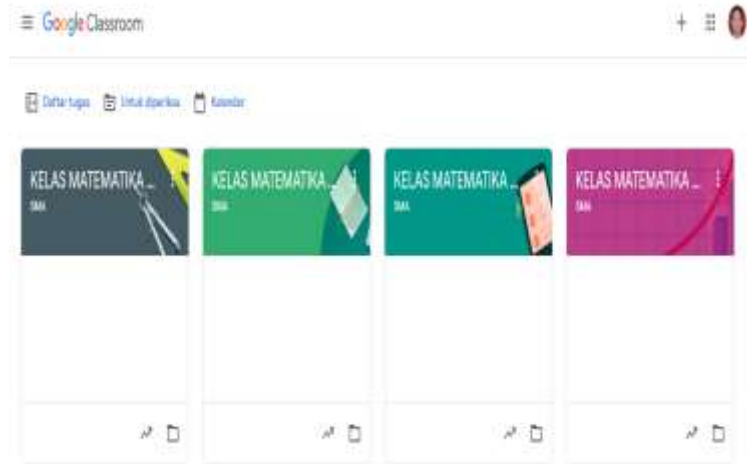 Google Classroom
Daftar tugas Untuk diperiksa Kalender
KELAS MATEMATIKA ... KELAS MATEMATIKA ... KELAS MATEMATIKA ... KELAS MATEMATIKA ...
SMA SMA SMA SMA